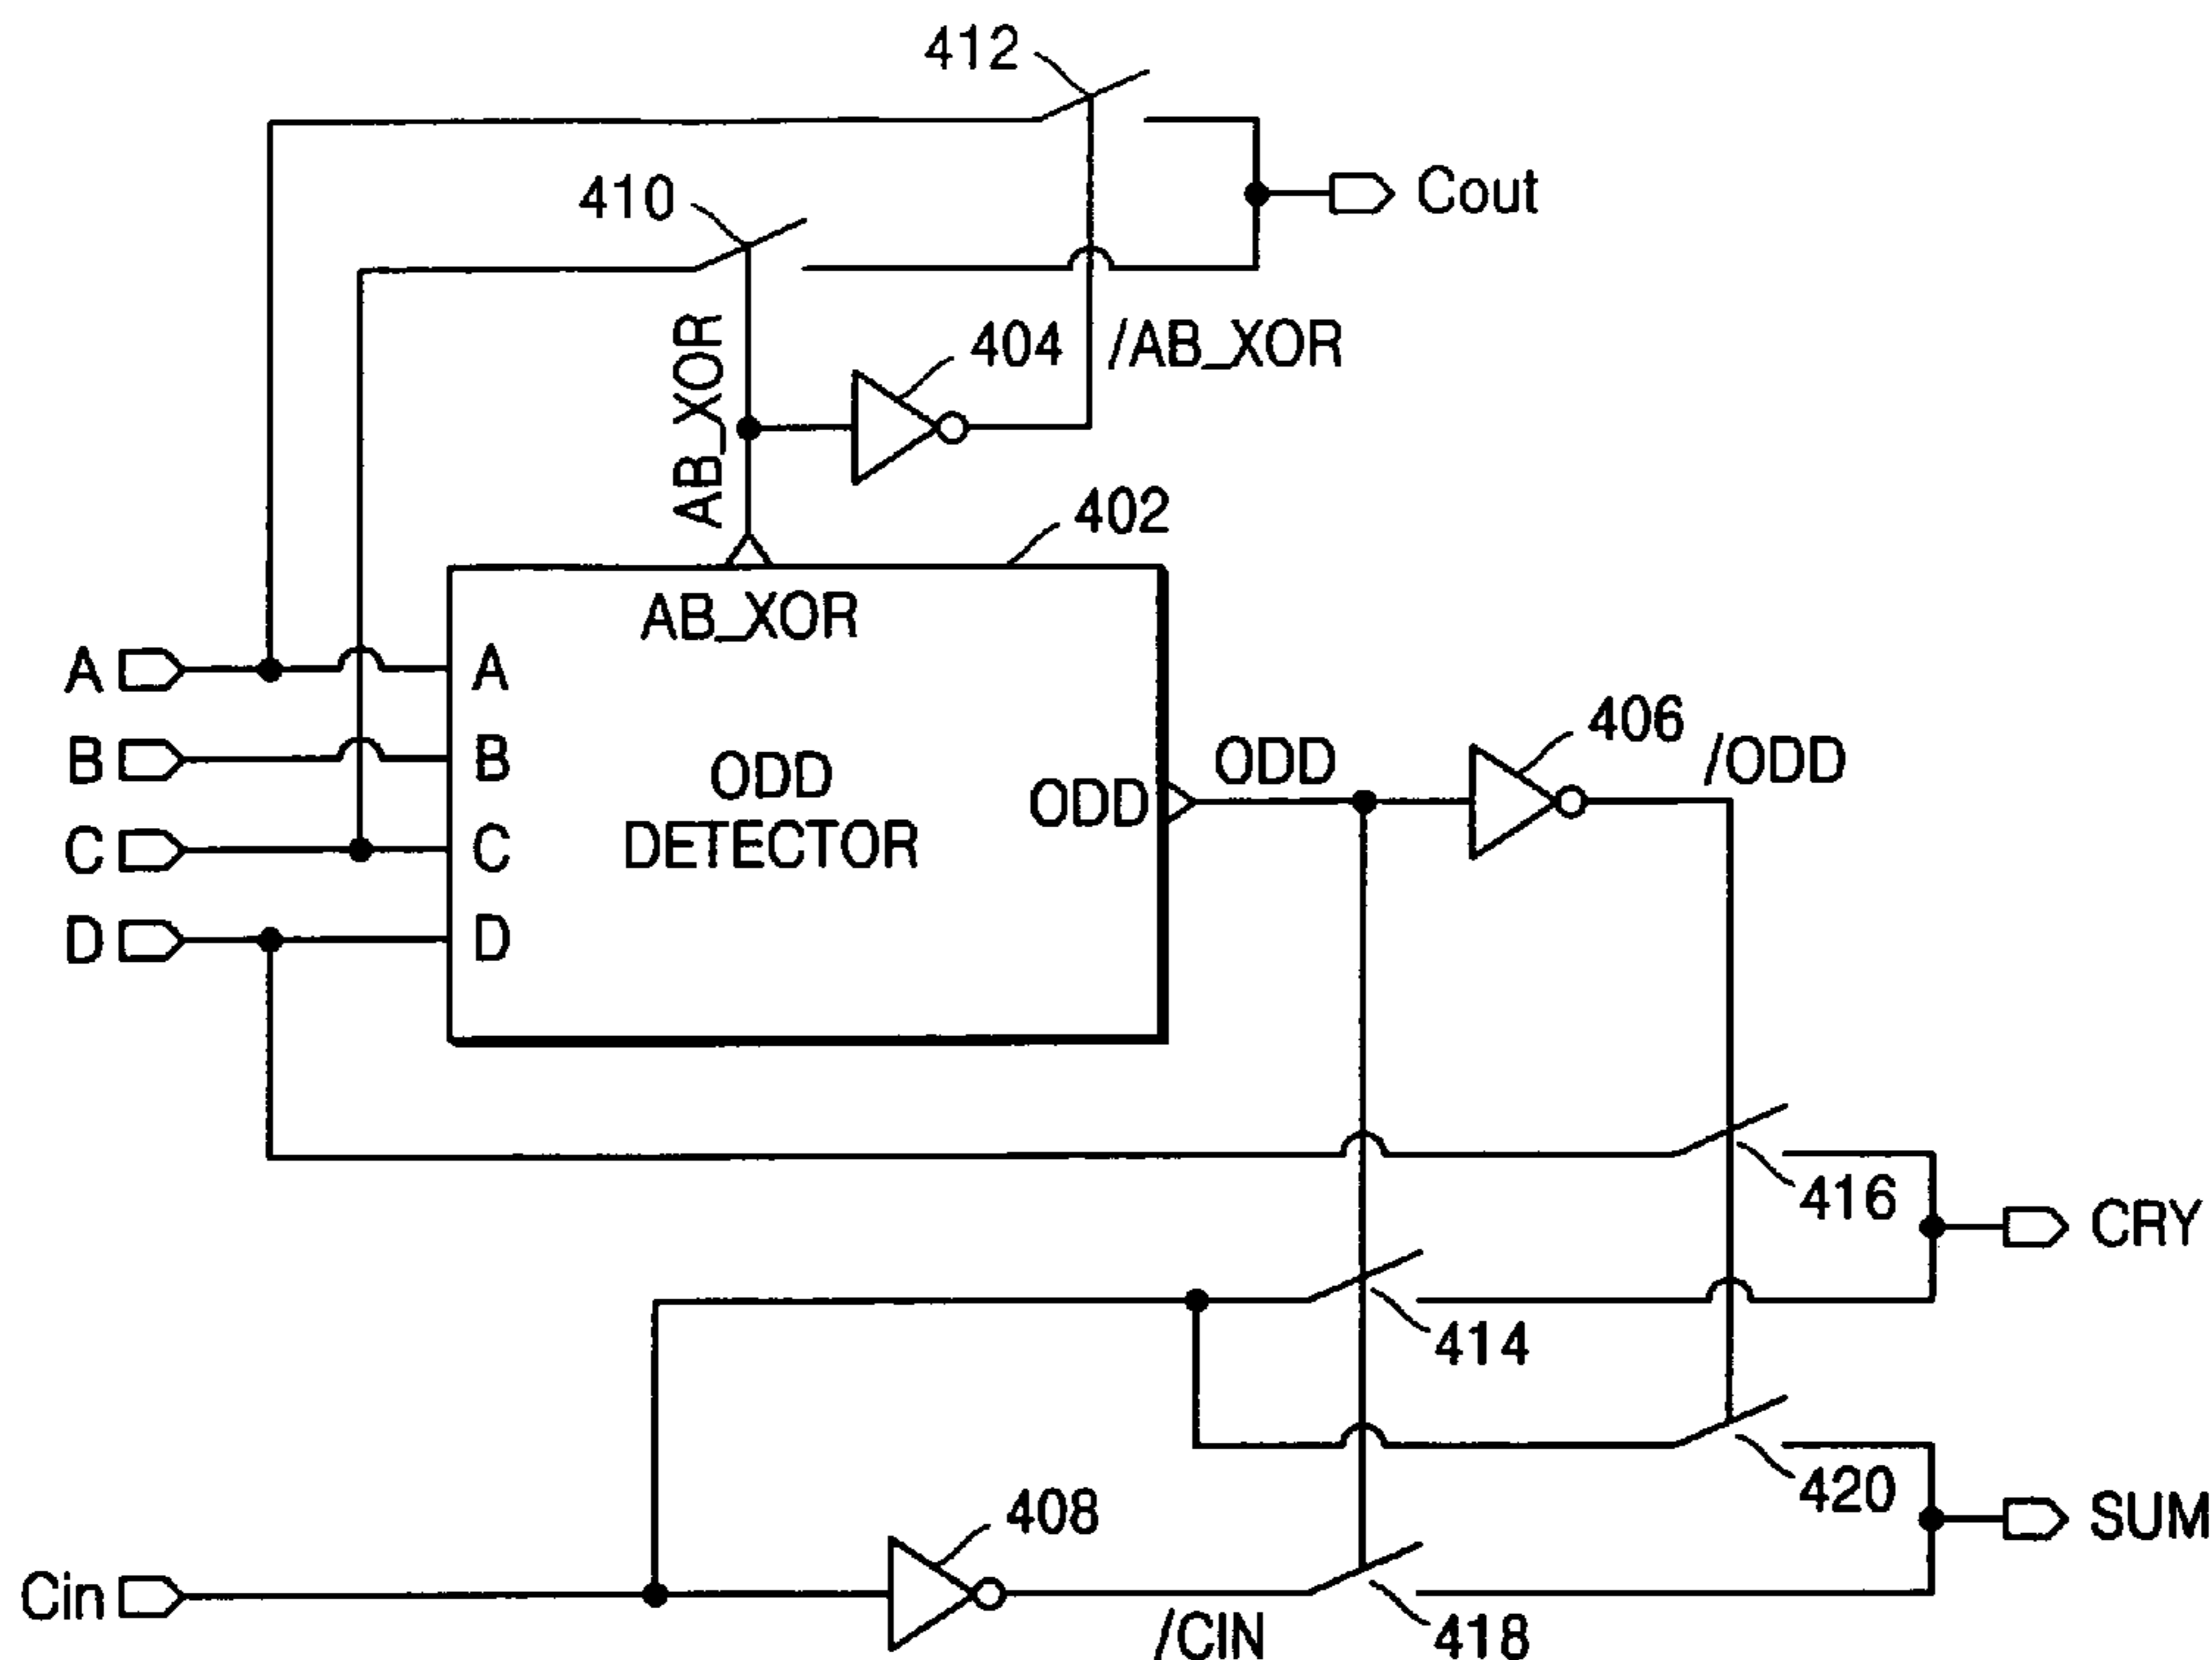 412
Cout
410
AB_XOR
404
/AB_XOR
402
AB_XOR
A
A
B
B
C
C
D
D
ODD
DETECTOR
ODD
ODD
406
/ODD
416
CRY
414
420
SUM
408
Cin
/CIN
418